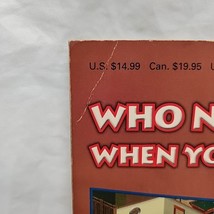 U.S. $14.99 Can. $19.95 U
WHO N
WHEN YO